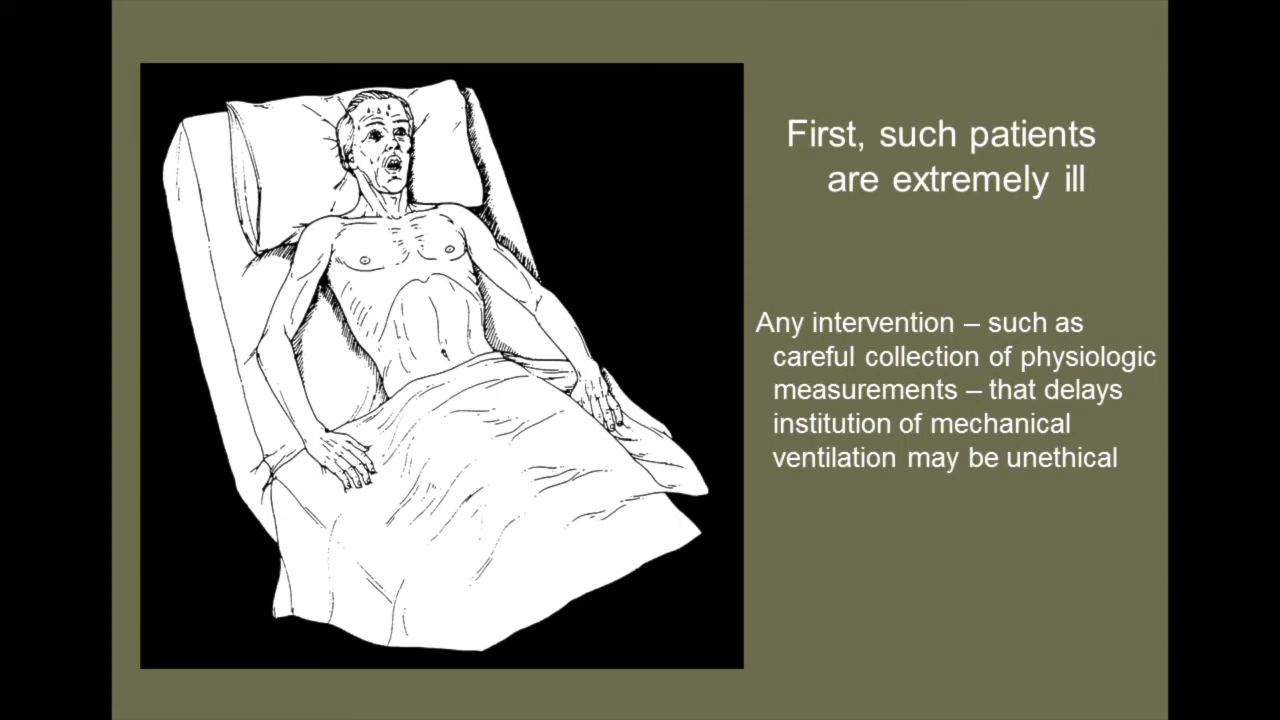 First, such patients
are extremely ill
Any intervention – such as
careful collection of physiologic
measurements – that delays
institution of mechanical
ventilation may be unethical